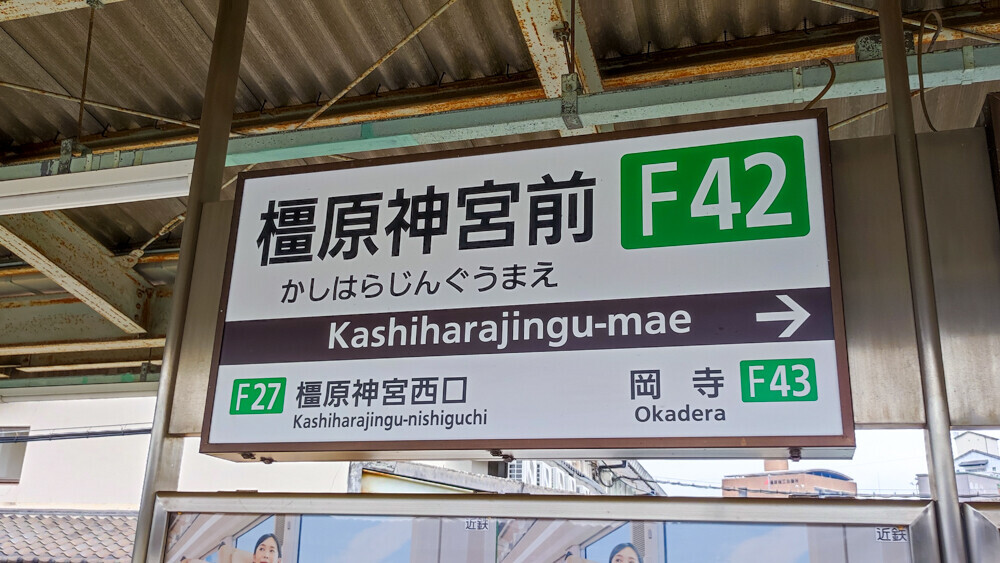 橿原神宮前 F42
かしはらじんぐうまえ
Kashiharajingu-mae →
F27 橿原神宮西口
Kashiharajingu-nishiguchi
岡寺 F43
Okadera
近鉄
近鉄